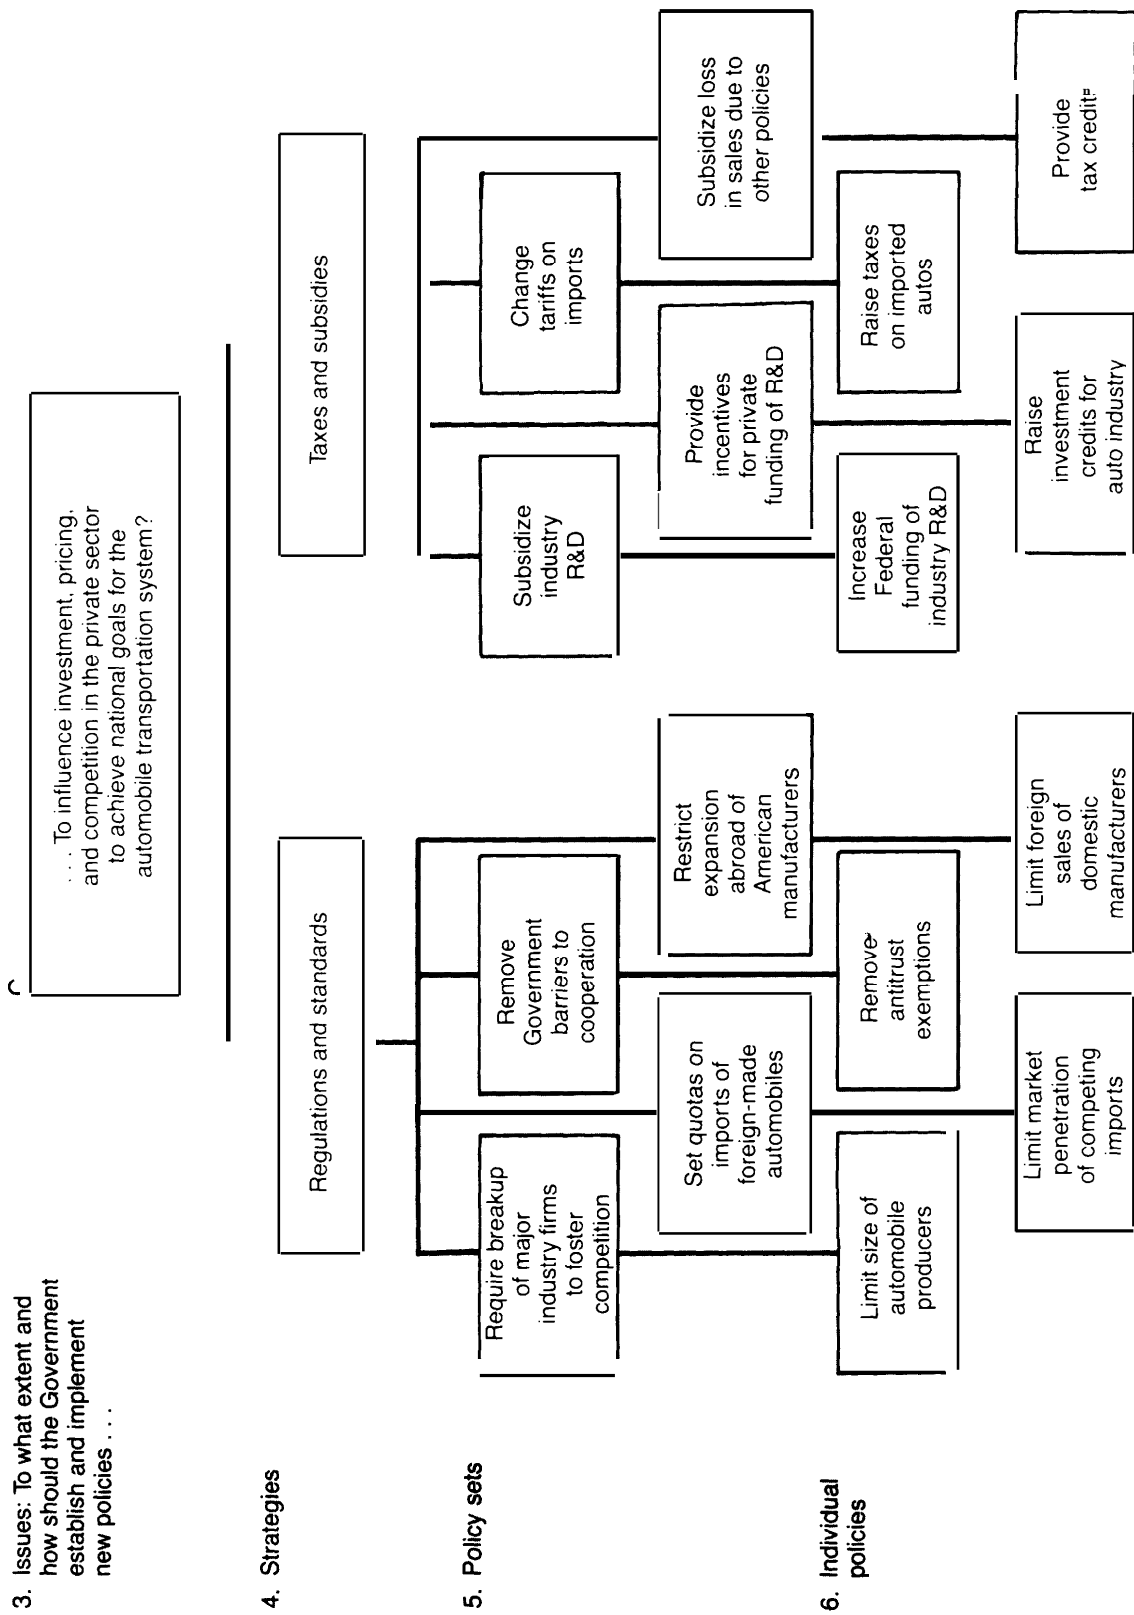 3. Issues: To what extent and
how should the Government
establish and implement
new policies . . .
. . . To influence investment, pricing,
and competition in the private sector
to achieve national goals for the
automobile transportation system?
4. Strategies
Regulations and standards
Taxes and subsidies
5. Policy sets
Require breakup
of major
industry firms
to foster
competition
Set quotas on
imports of
foreign-made
automobiles
Remove
Government
barriers to
cooperation
Restrict
expansion
abroad of
American
manufacturers
Subsidize
industry
R&D
Provide
incentives
for private
funding of R&D
Change
tariffs on
imports
Subsidize loss
in sales due to
other policies
6. Individual
policies
Limit size of
automobile
producers
Limit market
penetration
of competing
imports
Remove
antitrust
exemptions
Limit foreign
sales of
domestic
manufacturers
Increase
Federal
funding of
industry R&D
Raise
investment
credits for
auto industry
Raise taxes
on imported
autos
Provide
tax credits